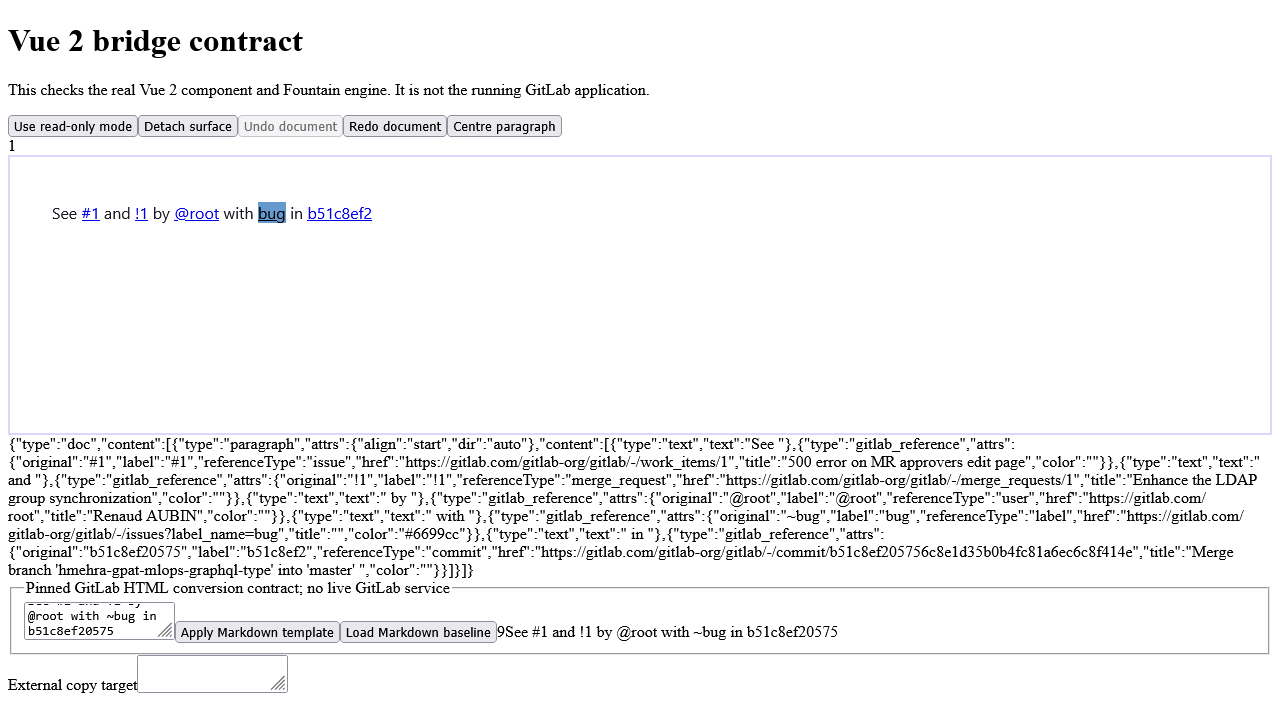 Vue 2 bridge contract
This checks the real Vue 2 component and Fountain engine. It is not the running GitLab application.
Use read-only mode Detach surface Undo document Redo document Centre paragraph
1
See #1 and !1 by @root with bug in b51c8ef2
{"type":"doc","content":[{"type":"paragraph","attrs":{"align":"start","dir":"auto"},"content":[{"type":"text","text":"See "},{"type":"gitlab_reference","attrs":
{"original":"#1","label":"#1","referenceType":"issue","href":"https://gitlab.com/gitlab-org/gitlab/-/work_items/1","title":"500 error on MR approvers edit page","color":""}},{"type":"text","text":"
and "},{"type":"gitlab_reference","attrs":{"original":"!1","label":"!1","referenceType":"merge_request","href":"https://gitlab.com/gitlab-org/gitlab/-/merge_requests/1","title":"Enhance the LDAP
group synchronization","color":""}},{"type":"text","text":" by "},{"type":"gitlab_reference","attrs":{"original":"@root","label":"@root","referenceType":"user","href":"https://gitlab.com/
root","title":"Renaud AUBIN","color":""}},{"type":"text","text":" with "},{"type":"gitlab_reference","attrs":{"original":"~bug","label":"bug","referenceType":"label","href":"https://gitlab.com/
gitlab-org/gitlab/-/issues?label_name=bug","title":"","color":"#6699cc"}},{"type":"text","text":" in "},{"type":"gitlab_reference","attrs":
{"original":"b51c8ef20575","label":"b51c8ef2","referenceType":"commit","href":"https://gitlab.com/gitlab-org/gitlab/-/commit/b51c8ef205756c8e1d35b0b4fc81a6ec6c8f414e","title":"Merge
branch 'hmehra-gpat-mlops-graphql-type' into 'master' ","color":""}}]}]}
Pinned GitLab HTML conversion contract; no live GitLab service
See #1 and !1 by
@root with ~bug in
b51c8ef20575
Apply Markdown template Load Markdown baseline 9See #1 and !1 by @root with ~bug in b51c8ef20575
External copy target